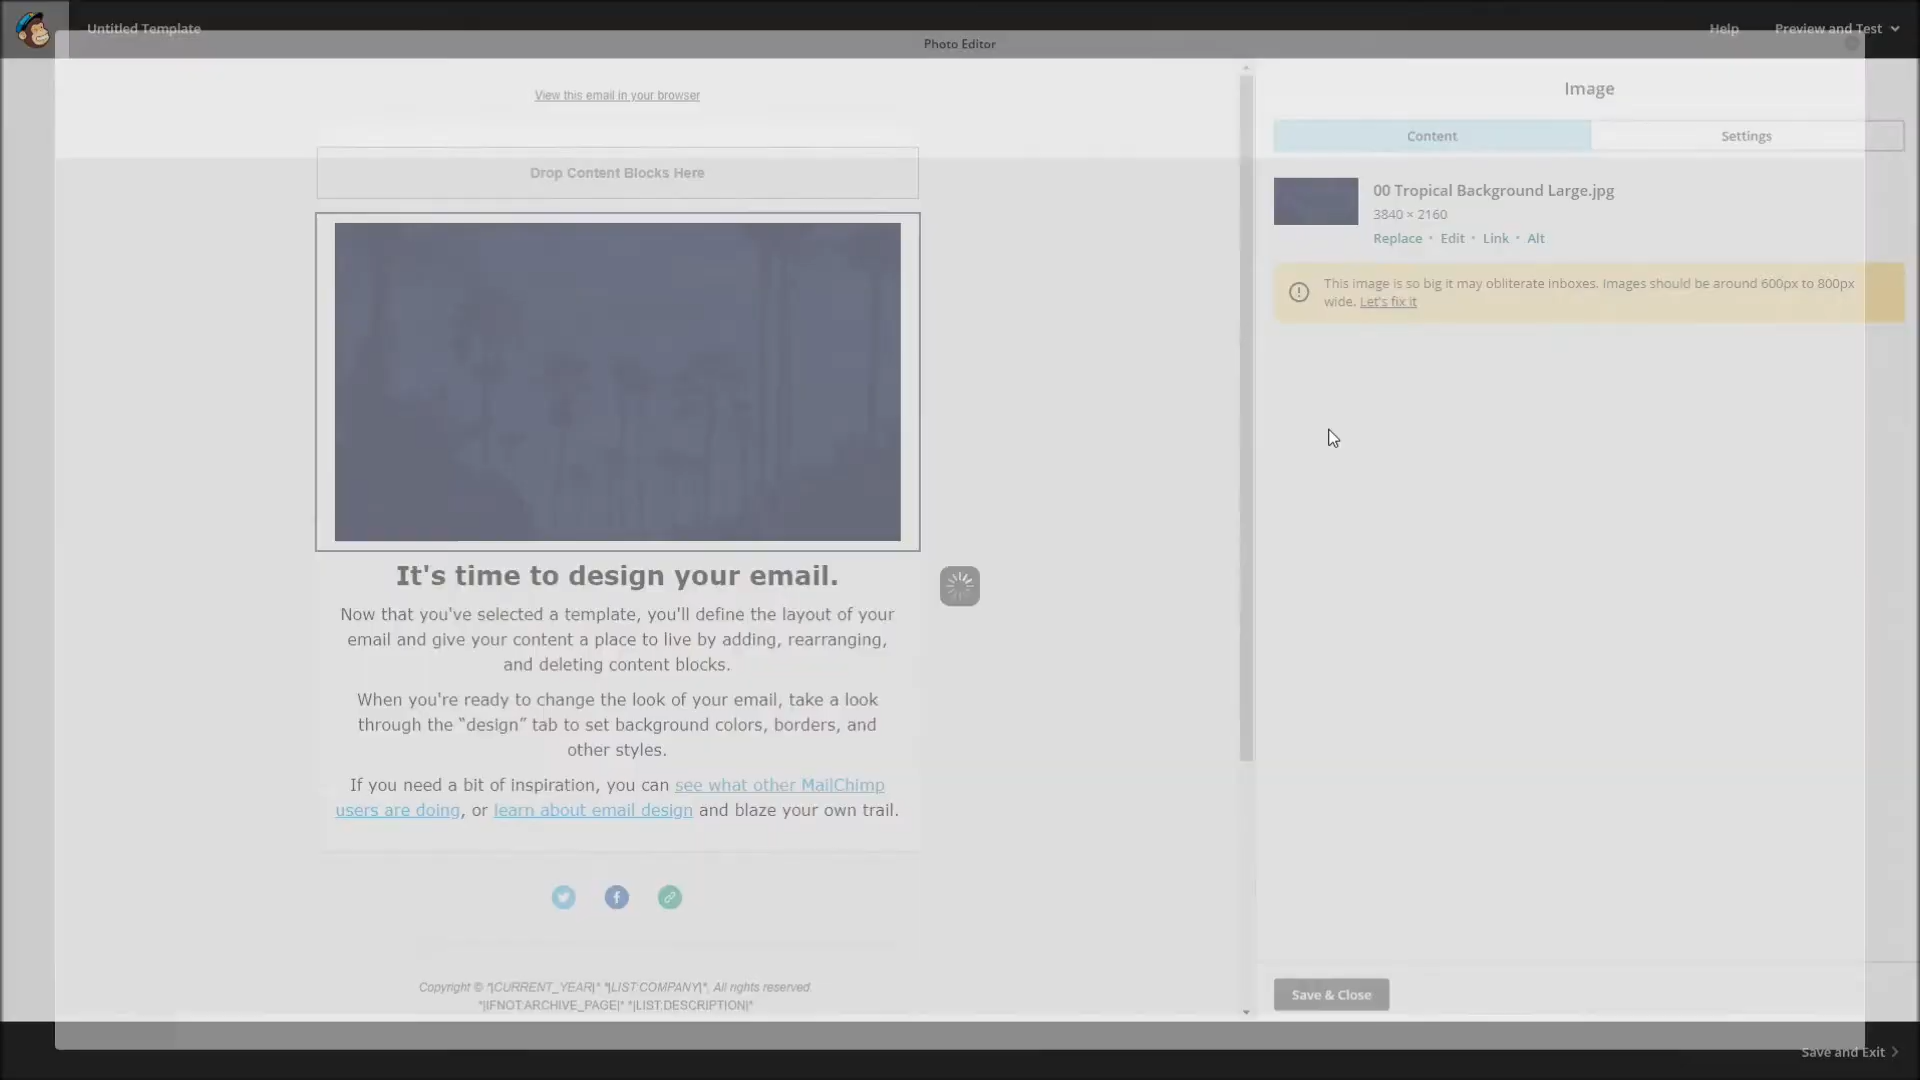 Untitled Template
Help
Preview and Test
Photo Editor
View this email in your browser
Image
Content
Settings
Drop Content Blocks Here
00 Tropical Background Large.jpg
3840 × 2160
Replace • Edit • Link • Alt
This image is so big it may obliterate inboxes. Images should be around 600px to 800px
wide. Let's fix it
It's time to design your email.
Now that you've selected a template, you'll define the layout of your
email and give your content a place to live by adding, rearranging,
and deleting content blocks.
When you're ready to change the look of your email, take a look
through the “design” tab to set background colors, borders, and
other styles.
If you need a bit of inspiration, you can see what other MailChimp
users are doing, or learn about email design and blaze your own trail.
Copyright © *|CURRENT_YEAR|* *|LIST:COMPANY|*, All rights reserved.
*|IFNOT:ARCHIVE_PAGE|* *|LIST:DESCRIPTION|*
Save & Close
Save and Exit